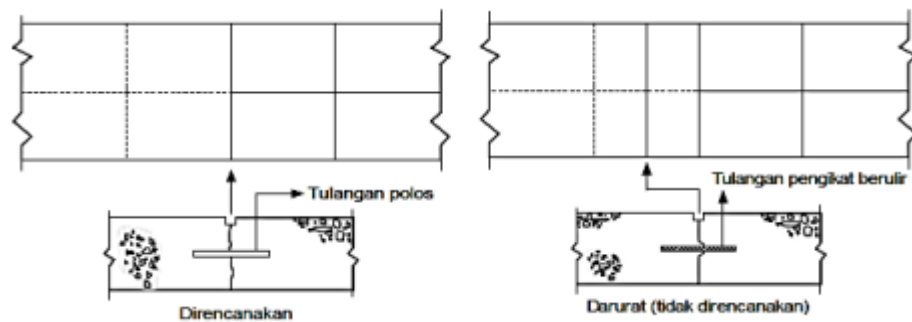 Tulangan polos
Tulangan pengikat berulir
Direncanakan
Darurat (tidak direncanakan)